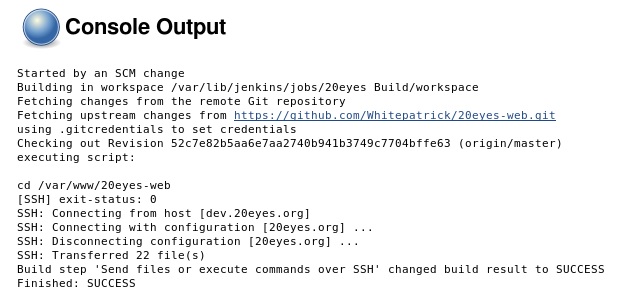 Console Output
Started by an SCM change
Building in workspace /var/lib/jenkins/jobs/20eyes Build/workspace
Fetching changes from the remote Git repository
Fetching upstream changes from https://github.com/Whitepatrick/20eyes-web.git
using .gitcredentials to set credentials
Checking out Revision 52c7e82b5aa6e7aa2740b941b3749c7704bffe63 (origin/master)
executing script:
cd /var/www/20eyes-web
[SSH] exit-status: 0
SSH: Connecting from host [dev.20eyes.org]
SSH: Connecting with configuration [20eyes.org] ...
SSH: Disconnecting configuration [20eyes.org] ...
SSH: Transferred 22 file(s)
Build step 'Send files or execute commands over SSH' changed build result to SUCCESS
Finished: SUCCESS